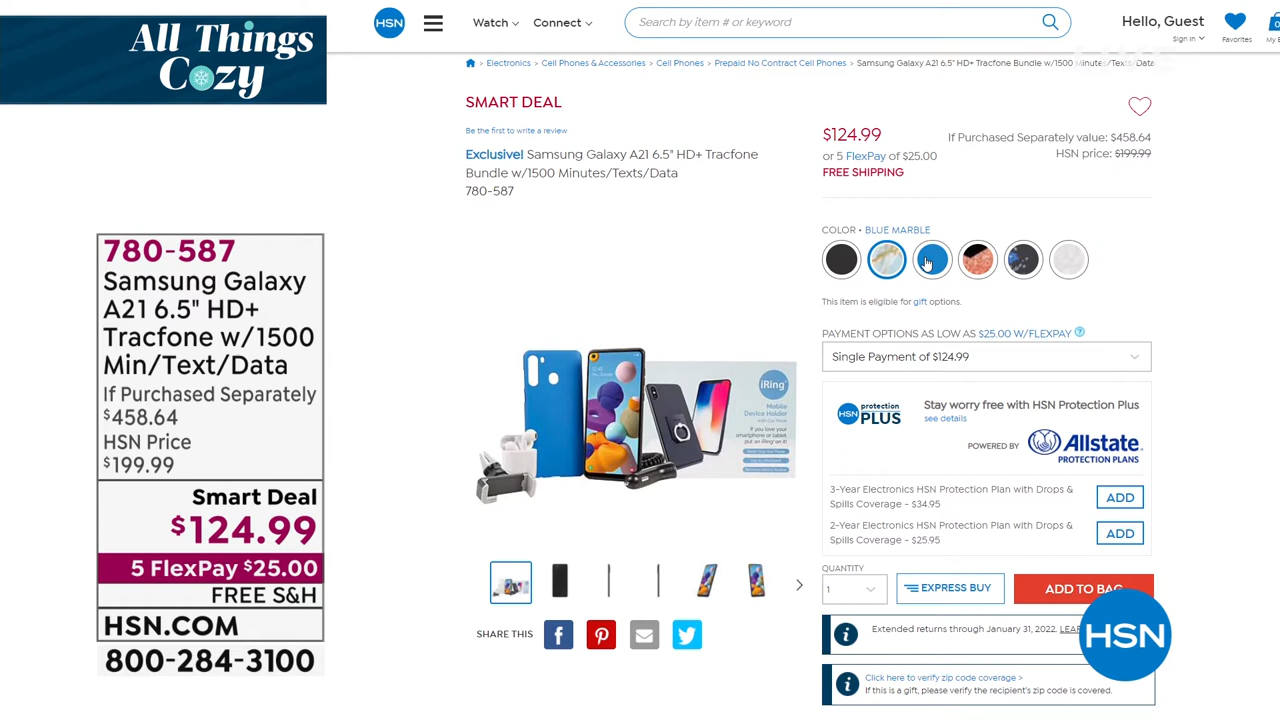 All Things
Cozy
HSN
Watch
Connect
Search by item # or keyword
Hello, Guest
Sign In
Favorites
0
Electronics > Cell Phones & Accessories > Cell Phones > Prepaid No Contract Cell Phones > Samsung Galaxy A21 6.5" HD+ Tracfone Bundle w/1500 Minutes/Texts/Data
SMART DEAL
Be the first to write a review
Exclusive! Samsung Galaxy A21 6.5" HD+ Tracfone
Bundle w/1500 Minutes/Texts/Data
780-587
$124.99
or 5 FlexPay of $25.00
FREE SHIPPING
If Purchased Separately value: $458.64
HSN price: $199.99
COLOR • BLUE MARBLE
This item is eligible for gift options.
PAYMENT OPTIONS AS LOW AS $25.00 W/FLEXPAY ?
Single Payment of $124.99
HSN protection PLUS
Stay worry free with HSN Protection Plus
see details
POWERED BY Allstate
PROTECTION PLANS
3-Year Electronics HSN Protection Plan with Drops &
Spills Coverage - $34.95
ADD
2-Year Electronics HSN Protection Plan with Drops &
Spills Coverage - $25.95
ADD
QUANTITY
1
EXPRESS BUY
ADD TO BAG
Extended returns through January 31, 2022.
Click here to verify zip code coverage >
If this is a gift, please verify the recipient's zip code is covered.
HSN
iRing
Mobile
Device Holder
SHARE THIS
780-587
Samsung Galaxy
A21 6.5" HD+
Tracfone w/1500
Min/Text/Data
If Purchased Separately
$458.64
HSN Price
$199.99
Smart Deal
$124.99
5 FlexPay $25.00
FREE S&H
HSN.COM
800-284-3100